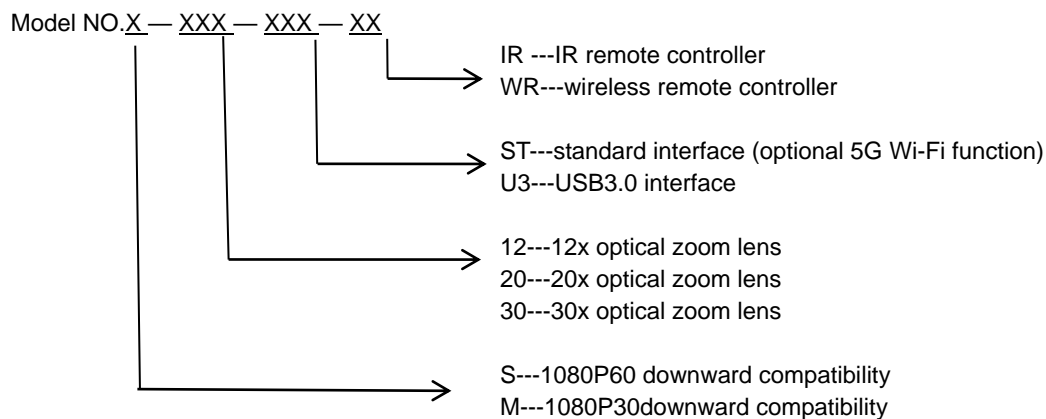 Model NO.X — XXX — XXX — XX
IR ---IR remote controller
WR---wireless remote controller
ST---standard interface (optional 5G Wi-Fi function)
U3---USB3.0 interface
12---12x optical zoom lens
20---20x optical zoom lens
30---30x optical zoom lens
S---1080P60 downward compatibility
M---1080P30downward compatibility